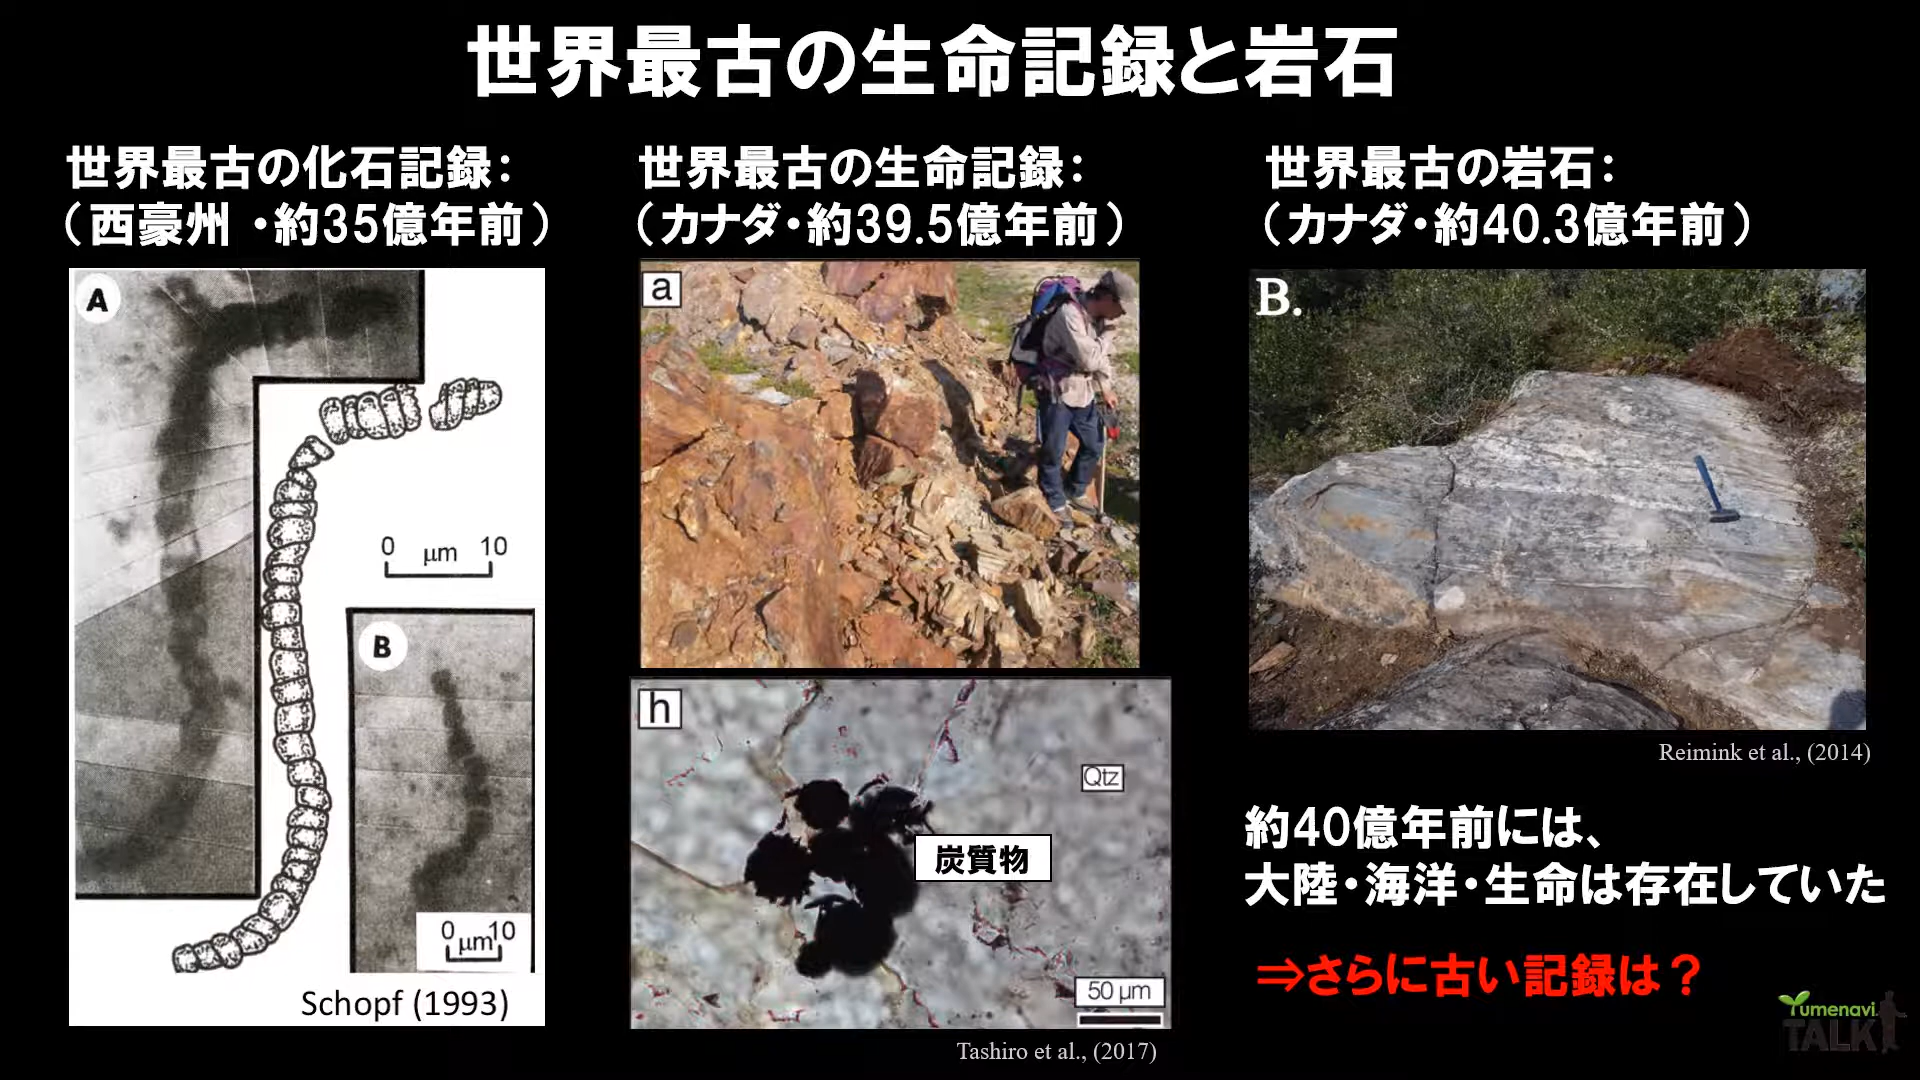 世界最古の生命記録と岩石
世界最古の化石記録：
（西豪州・約35億年前）
A
0 μm 10
B
0 μm 10
Schopf (1993)
世界最古の生命記録：
（カナダ・約39.5億年前）
a
h
Qtz
炭質物
50 μm
Tashiro et al., (2017)
世界最古の岩石：
（カナダ・約40.3億年前）
B.
Reimink et al., (2014)
約40億年前には、
大陸・海洋・生命は存在していた
⇒さらに古い記録は？
Yumenavi
TALK